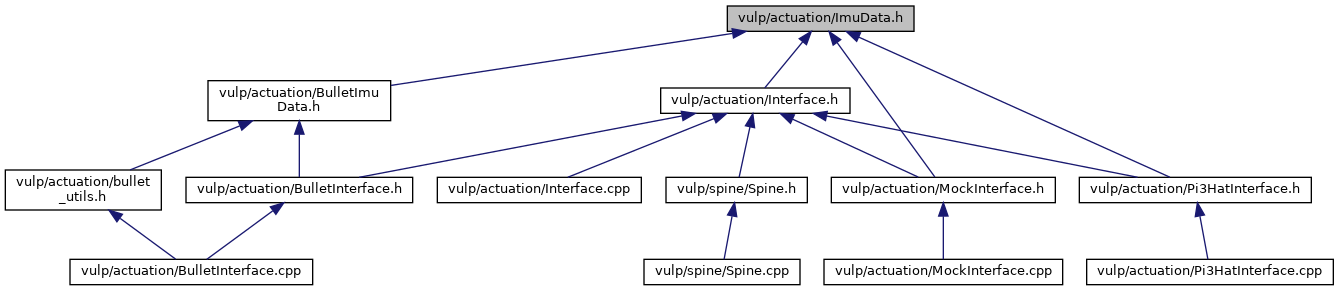 vulp/actuation/ImuData.h
vulp/actuation/BulletImu
Data.h
vulp/actuation/Interface.h
vulp/actuation/bullet
_utils.h
vulp/actuation/BulletInterface.h
vulp/actuation/Interface.cpp
vulp/spine/Spine.h
vulp/actuation/MockInterface.h
vulp/actuation/Pi3HatInterface.h
vulp/actuation/BulletInterface.cpp
vulp/spine/Spine.cpp
vulp/actuation/MockInterface.cpp
vulp/actuation/Pi3HatInterface.cpp